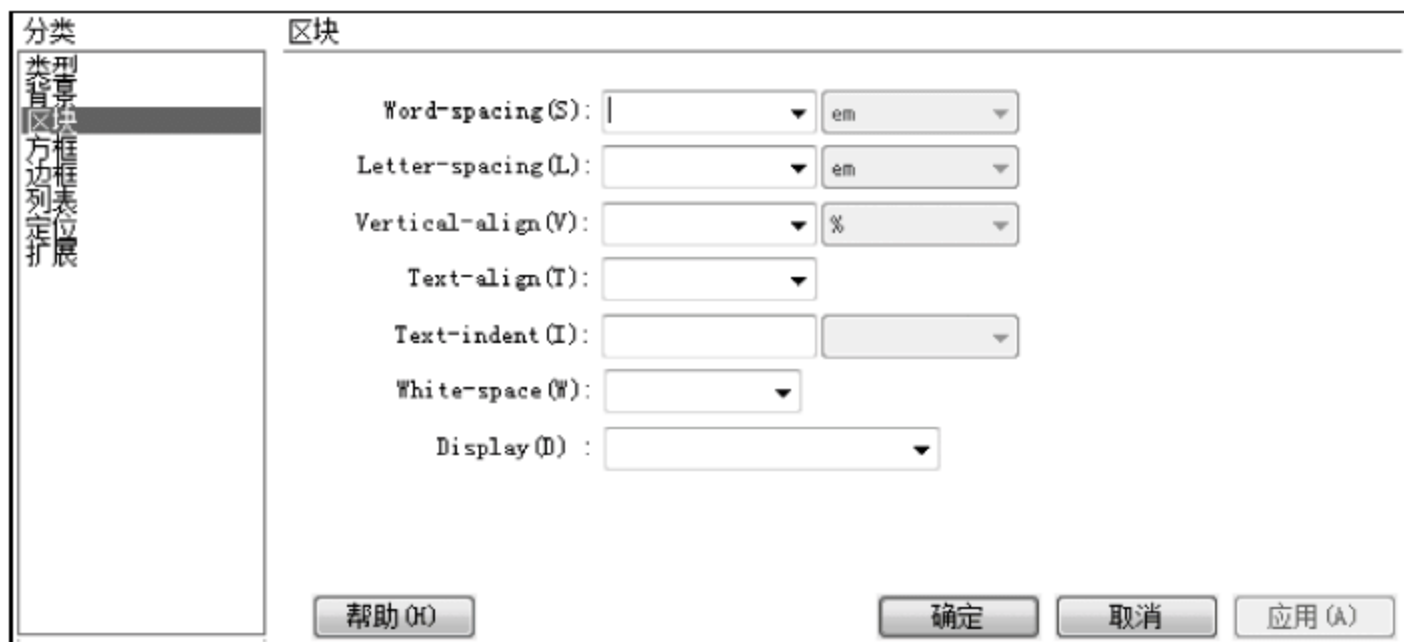 分类
类型
背景
区块
方框
边框
列表
定位
扩展
区块
Word-spacing(S): em
Letter-spacing(L): em
Vertical-align(V): %
Text-align(T):
Text-indent(I):
White-space(W):
Display(D) :
帮助(H) 确定 取消 应用(A)